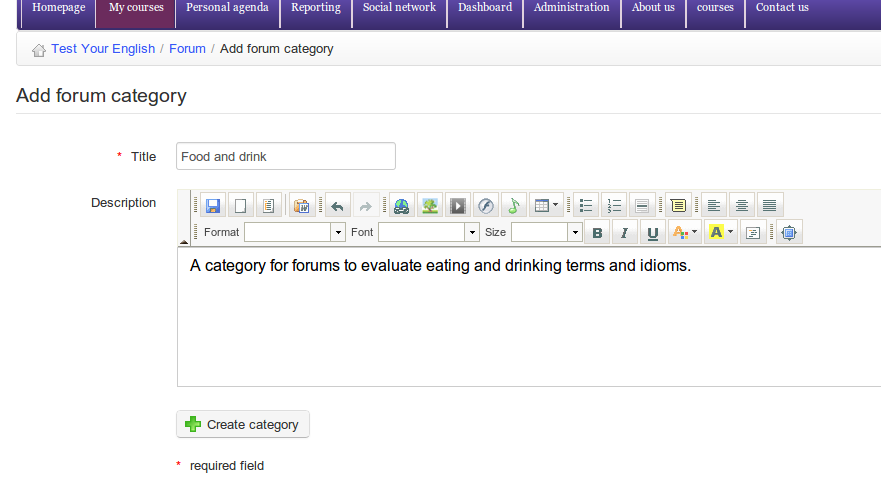 Homepage My courses Personal agenda Reporting Social network Dashboard Administration About us courses Contact us
Test Your English / Forum / Add forum category
Add forum category
* Title Food and drink
Description
Format Font Size B I U A A
A category for forums to evaluate eating and drinking terms and idioms.
Create category
* required field